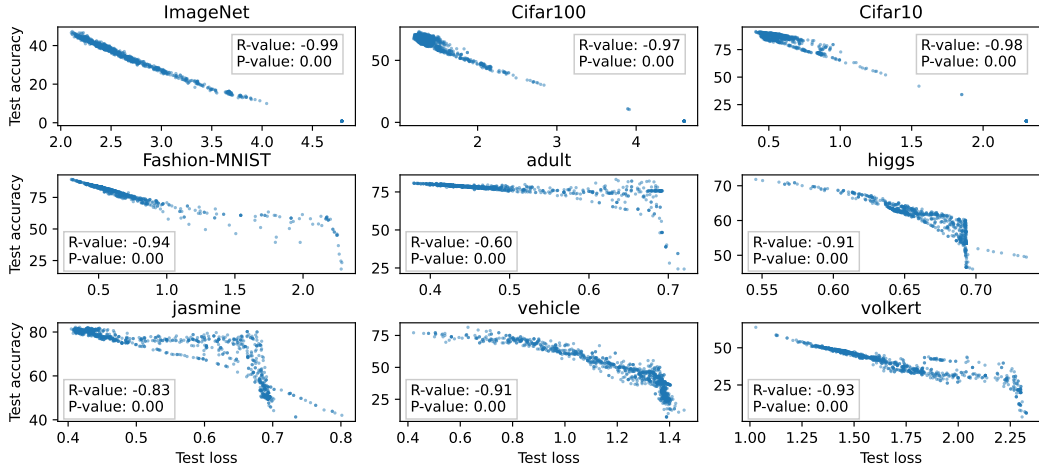 ImageNet
Cifar100
Cifar10
Test accuracy
40
20
0
R-value: -0.99
P-value: 0.00
2.0 2.5 3.0 3.5 4.0 4.5
50
0
R-value: -0.97
P-value: 0.00
2 3 4
75
50
25
R-value: -0.98
P-value: 0.00
0.5 1.0 1.5 2.0
Fashion-MNIST
adult
higgs
Test accuracy
75
50
25
R-value: -0.94
P-value: 0.00
0.5 1.0 1.5 2.0
75
50
25
R-value: -0.60
P-value: 0.00
0.4 0.5 0.6 0.7
70
60
50
R-value: -0.91
P-value: 0.00
0.55 0.60 0.65 0.70
jasmine
vehicle
volkert
Test accuracy
80
60
40
R-value: -0.83
P-value: 0.00
0.4 0.5 0.6 0.7 0.8
Test loss
75
50
25
R-value: -0.91
P-value: 0.00
0.4 0.6 0.8 1.0 1.2 1.4
Test loss
50
25
R-value: -0.93
P-value: 0.00
1.00 1.25 1.50 1.75 2.00 2.25
Test loss